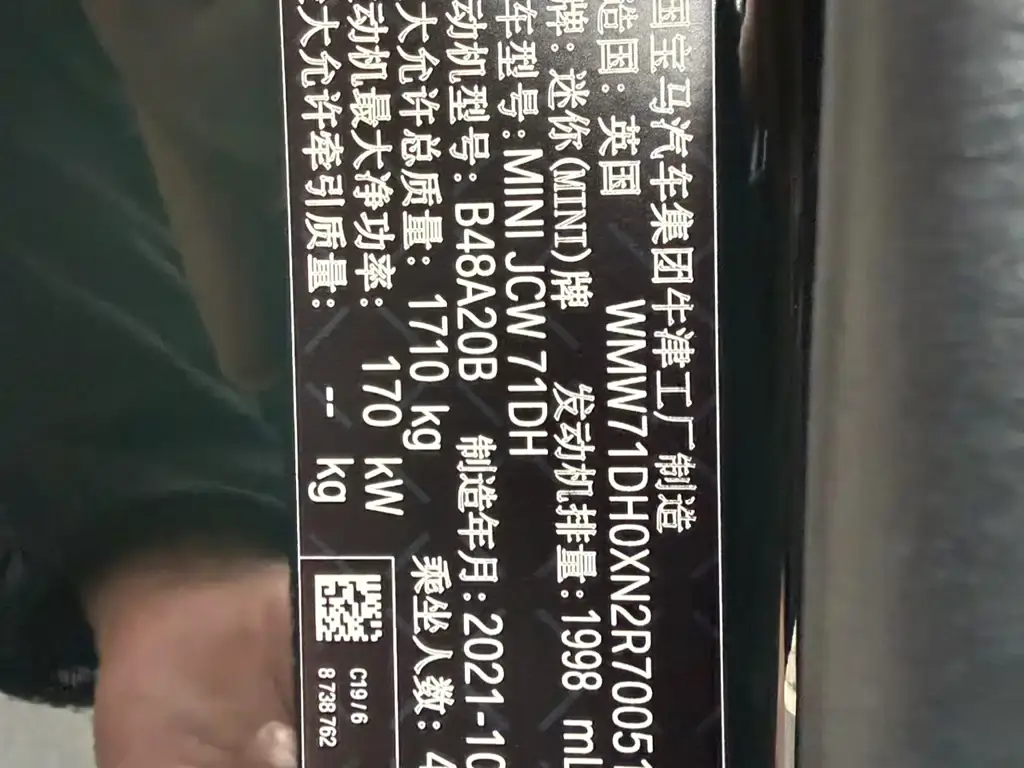 国宝马汽车集团牛津工厂制造
造国：英国 WMW71DH0XN2R70051
牌：迷你(MINI)牌 发动机排量：1998 mL
车型号：MINI JCW 71DH
动机型号：B48A20B 制造年月：2021-10
大允许总质量：1710 kg 乘坐人数：4
动机最大净功率：170 kW
大允许牵引质量：-- kg
C19/6
8 738 762